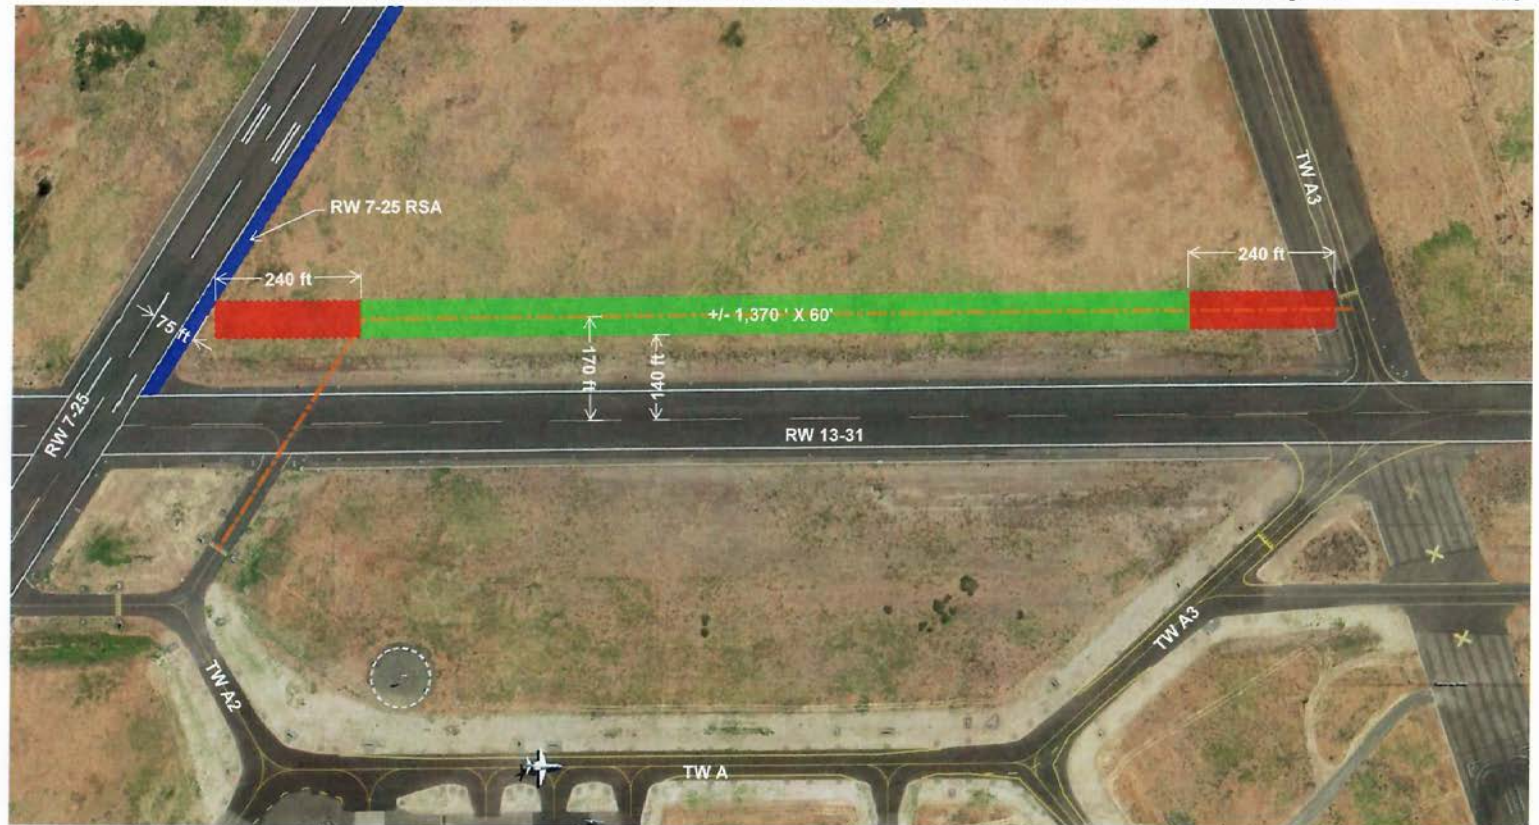 TW A3
RW 7-25 RSA
240 ft
240 ft
+/- 1,370 ' X 60'
75 ft
170 ft
140 ft
RW 7-25
RW 13-31
TW A3
TW A2
TW A